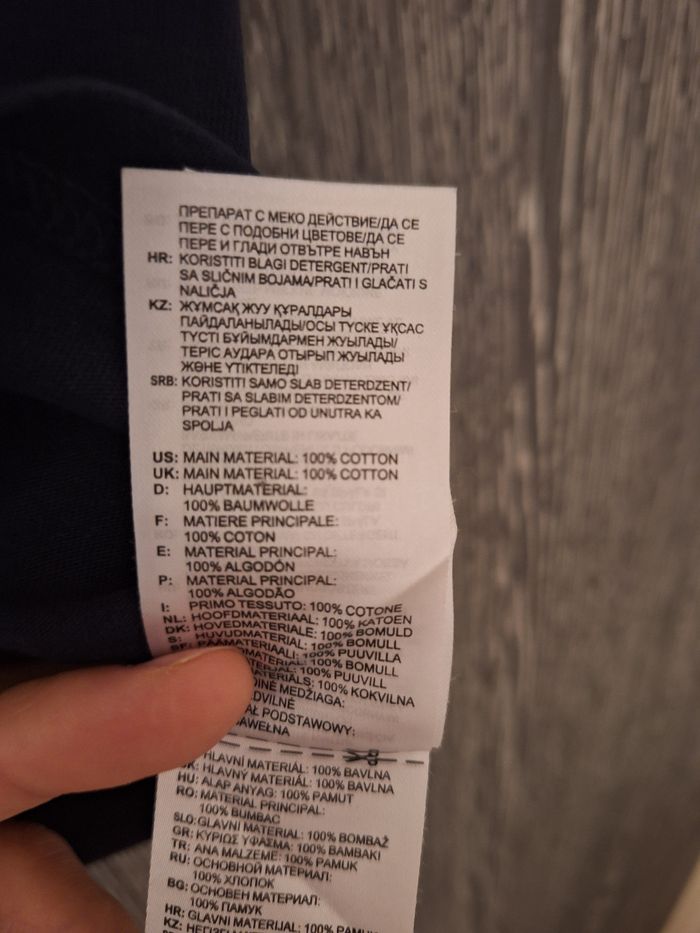 ПРЕПАРАТ С МЕКО ДЕЙСТВИЕ/ДА СЕ
ПЕРЕ С ПОДОБНИ ЦВЕТОВЕ/ДА СЕ
ПЕРЕ И ГЛАДИ ОТВЪТРЕ НАВЪН
HR: KORISTITI BLAGI DETERGENT/PRATI
SA SLIČNIM BOJAMA/PRATI I GLAČATI S
NALIČJA
KZ: ЖҰМСАҚ ЖУУ ҚҰРАЛДАРЫ
ПАЙДАЛАНЫЛАДЫ/ОСЫ ТҮСКЕ ҰҚСАС
ТҮСТІ БҰЙЫМДАРМЕН ЖУЫЛАДЫ/
ТЕРІС АУДАРА ОТЫРЫП ЖУЫЛАДЫ
ЖӘНЕ ҮТІКТЕЛЕДІ
SRB: KORISTITI SAMO SLAB DETERDZENT/
PRATI SA SLABIM DETERDZENTOM/
PRATI I PEGLATI OD UNUTRA KA
SPOLJA
US: MAIN MATERIAL: 100% COTTON
UK: MAIN MATERIAL: 100% COTTON
D: HAUPTMATERIAL:
100% BAUMWOLLE
F: MATIERE PRINCIPALE:
100% COTON
E: MATERIAL PRINCIPAL:
100% ALGODÓN
P: MATERIAL PRINCIPAL:
100% ALGODÃO
I: PRIMO TESSUTO: 100% COTONE
NL: HOOFDMATERIAAL: 100% KATOEN
DK: HOVEDMATERIALE: 100% BOMULD
S: HUVUDMATERIAL: 100% BOMULL
SF: PÄÄMATERIAALI: 100% PUUVILLA
100% BOMULL
100% PUUVILL
100% KOKVILNA
MEDŽIAGA:
PODSTAWOWY:
HLAVNÍ MATERIÁL: 100% BAVLNA
HLAVNÝ MATERIÁL: 100% BAVLNA
HU: ALAP ANYAG: 100% PAMUT
RO: MATERIAL PRINCIPAL:
100% BUMBAC
SLO: GLAVNI MATERIAL: 100% BOMBAŽ
GR: ΚΥΡΙΩΣ ΥΦΑΣΜΑ: 100% ΒΑΜΒΑΚΙ
TR: ANA MALZEME: 100% PAMUK
RU: ОСНОВНОЙ МАТЕРИАЛ:
100% ХЛОПОК
BG: ОСНОВЕН МАТЕРИАЛ:
100% ПАМУК
HR: GLAVNI MATERIJAL: 100% PAMUK
KZ: